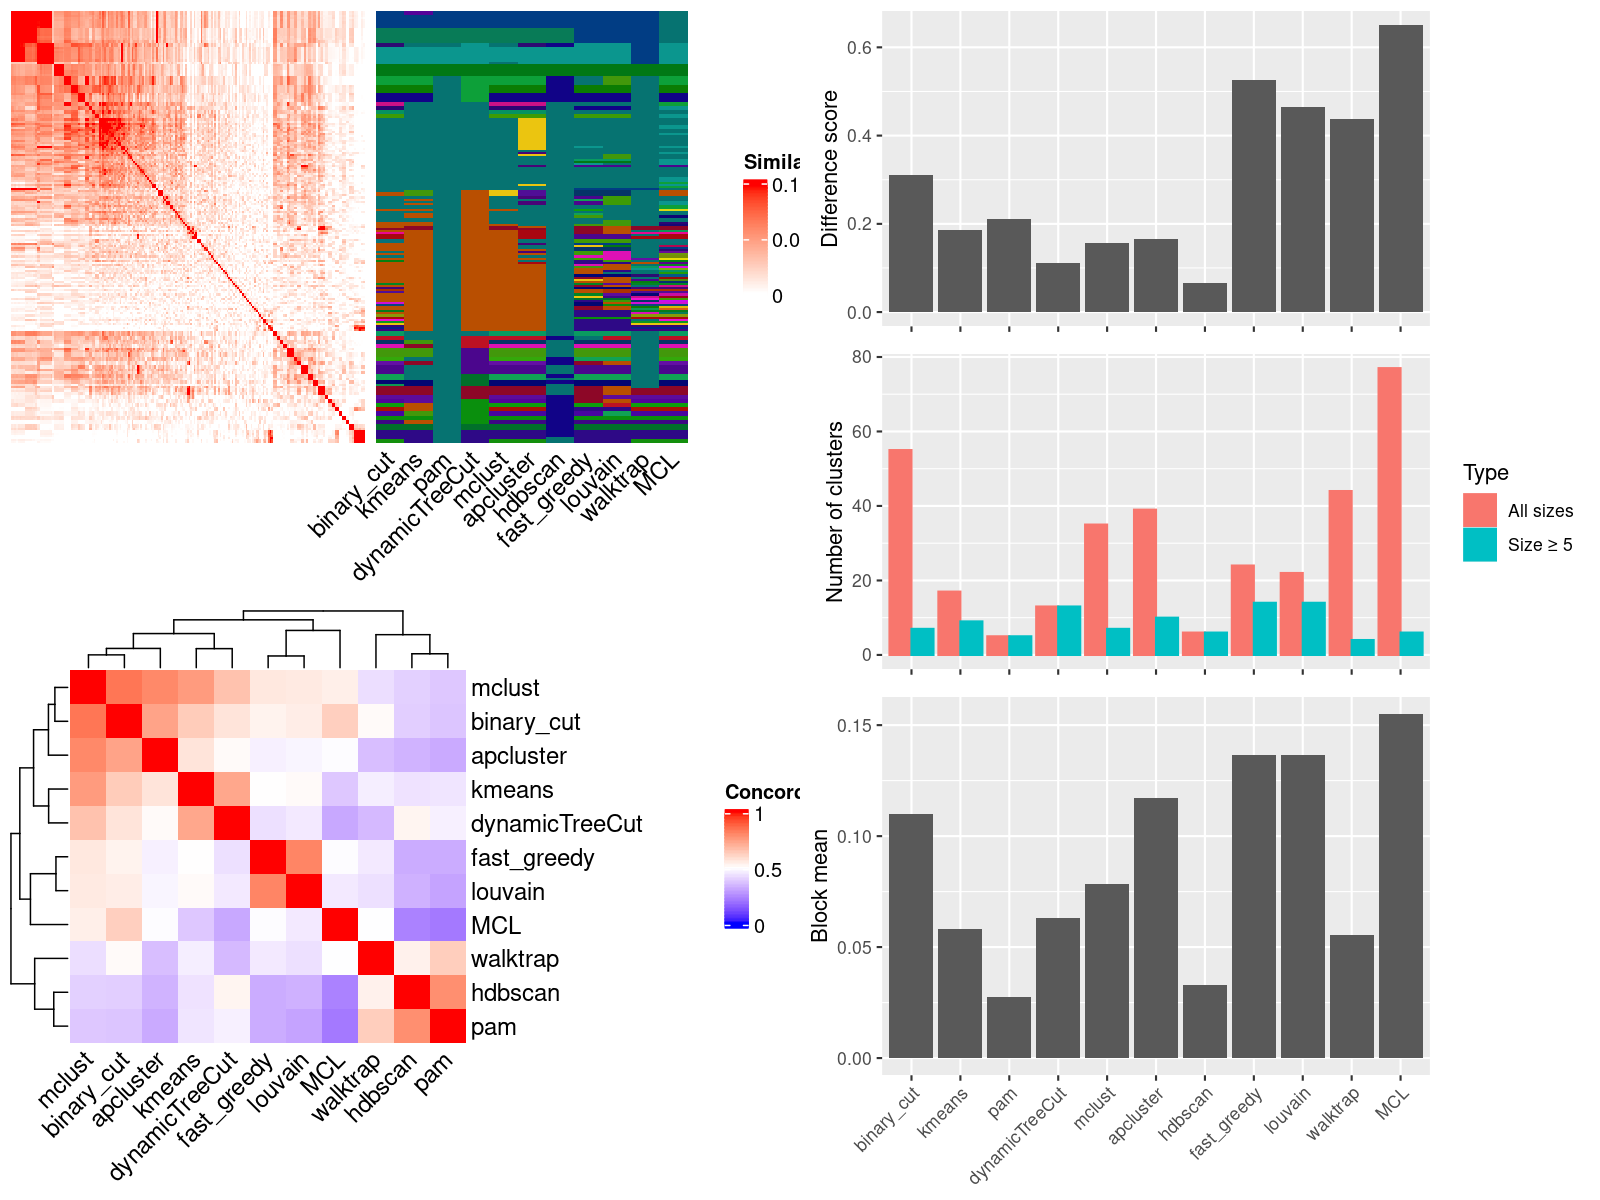 Simila
0.1
0.0
0
binary_cut
kmeans
pam
dynamicTreeCut
mclust
apcluster
hdbscan
fast_greedy
louvain
walktrap
MCL
mclust
binary_cut
apcluster
kmeans
dynamicTreeCut
fast_greedy
louvain
MCL
walktrap
hdbscan
pam
mclust
binary_cut
apcluster
kmeans
dynamicTreeCut
fast_greedy
louvain
MCL
walktrap
hdbscan
pam
Concord
1
0.5
0
Difference score
0.6
0.4
0.2
0.0
Number of clusters
80
60
40
20
0
Type
All sizes
Size ≥ 5
Block mean
0.15
0.10
0.05
0.00
binary_cut
kmeans
pam
dynamicTreeCut
mclust
apcluster
hdbscan
fast_greedy
louvain
walktrap
MCL